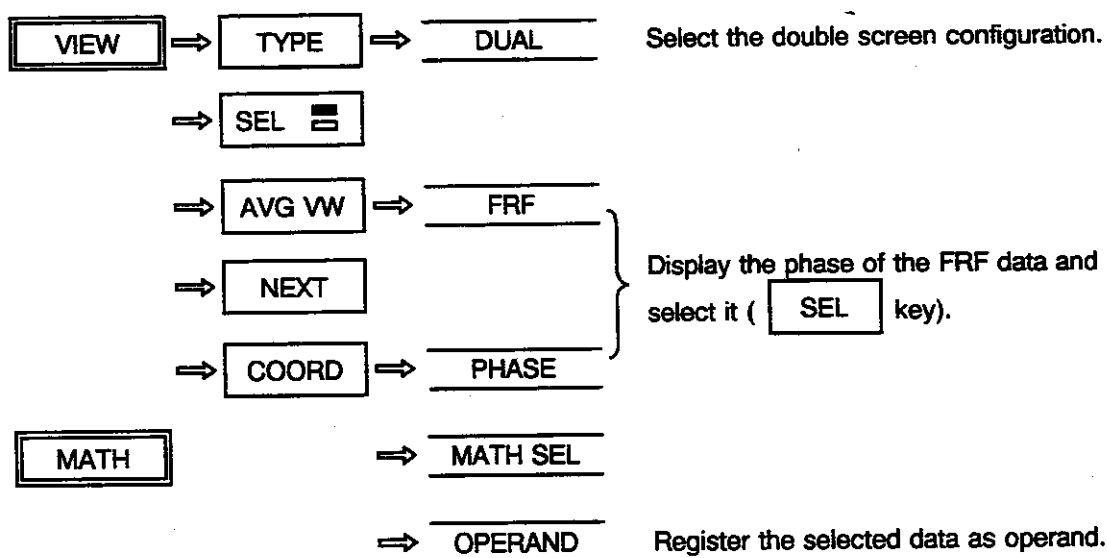 VIEW TYPE DUAL Select the double screen configuration.
SEL
AVG VW FRF
NEXT
Display the phase of the FRF data and
select it ( SEL key).
COORD PHASE
MATH MATH SEL
OPERAND Register the selected data as operand.